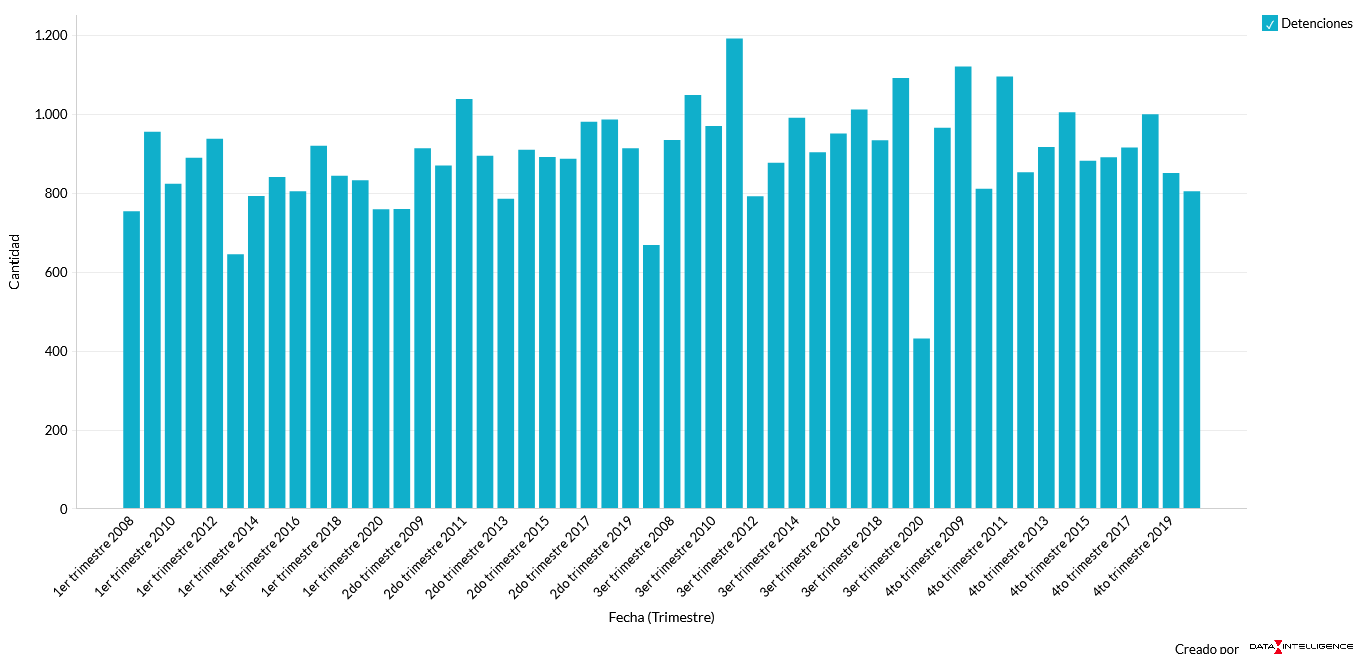 Detenciones
1.200
1.000
800
600
400
200
0
Cantidad
1er trimestre 2008
1er trimestre 2010
1er trimestre 2012
1er trimestre 2014
1er trimestre 2016
1er trimestre 2018
1er trimestre 2020
2do trimestre 2009
2do trimestre 2011
2do trimestre 2013
2do trimestre 2015
2do trimestre 2017
2do trimestre 2019
3er trimestre 2008
3er trimestre 2010
3er trimestre 2012
3er trimestre 2014
3er trimestre 2016
3er trimestre 2018
3er trimestre 2020
4to trimestre 2009
4to trimestre 2011
4to trimestre 2013
4to trimestre 2015
4to trimestre 2017
4to trimestre 2019
Fecha (Trimestre)
Creado por DATA INTELLIGENCE